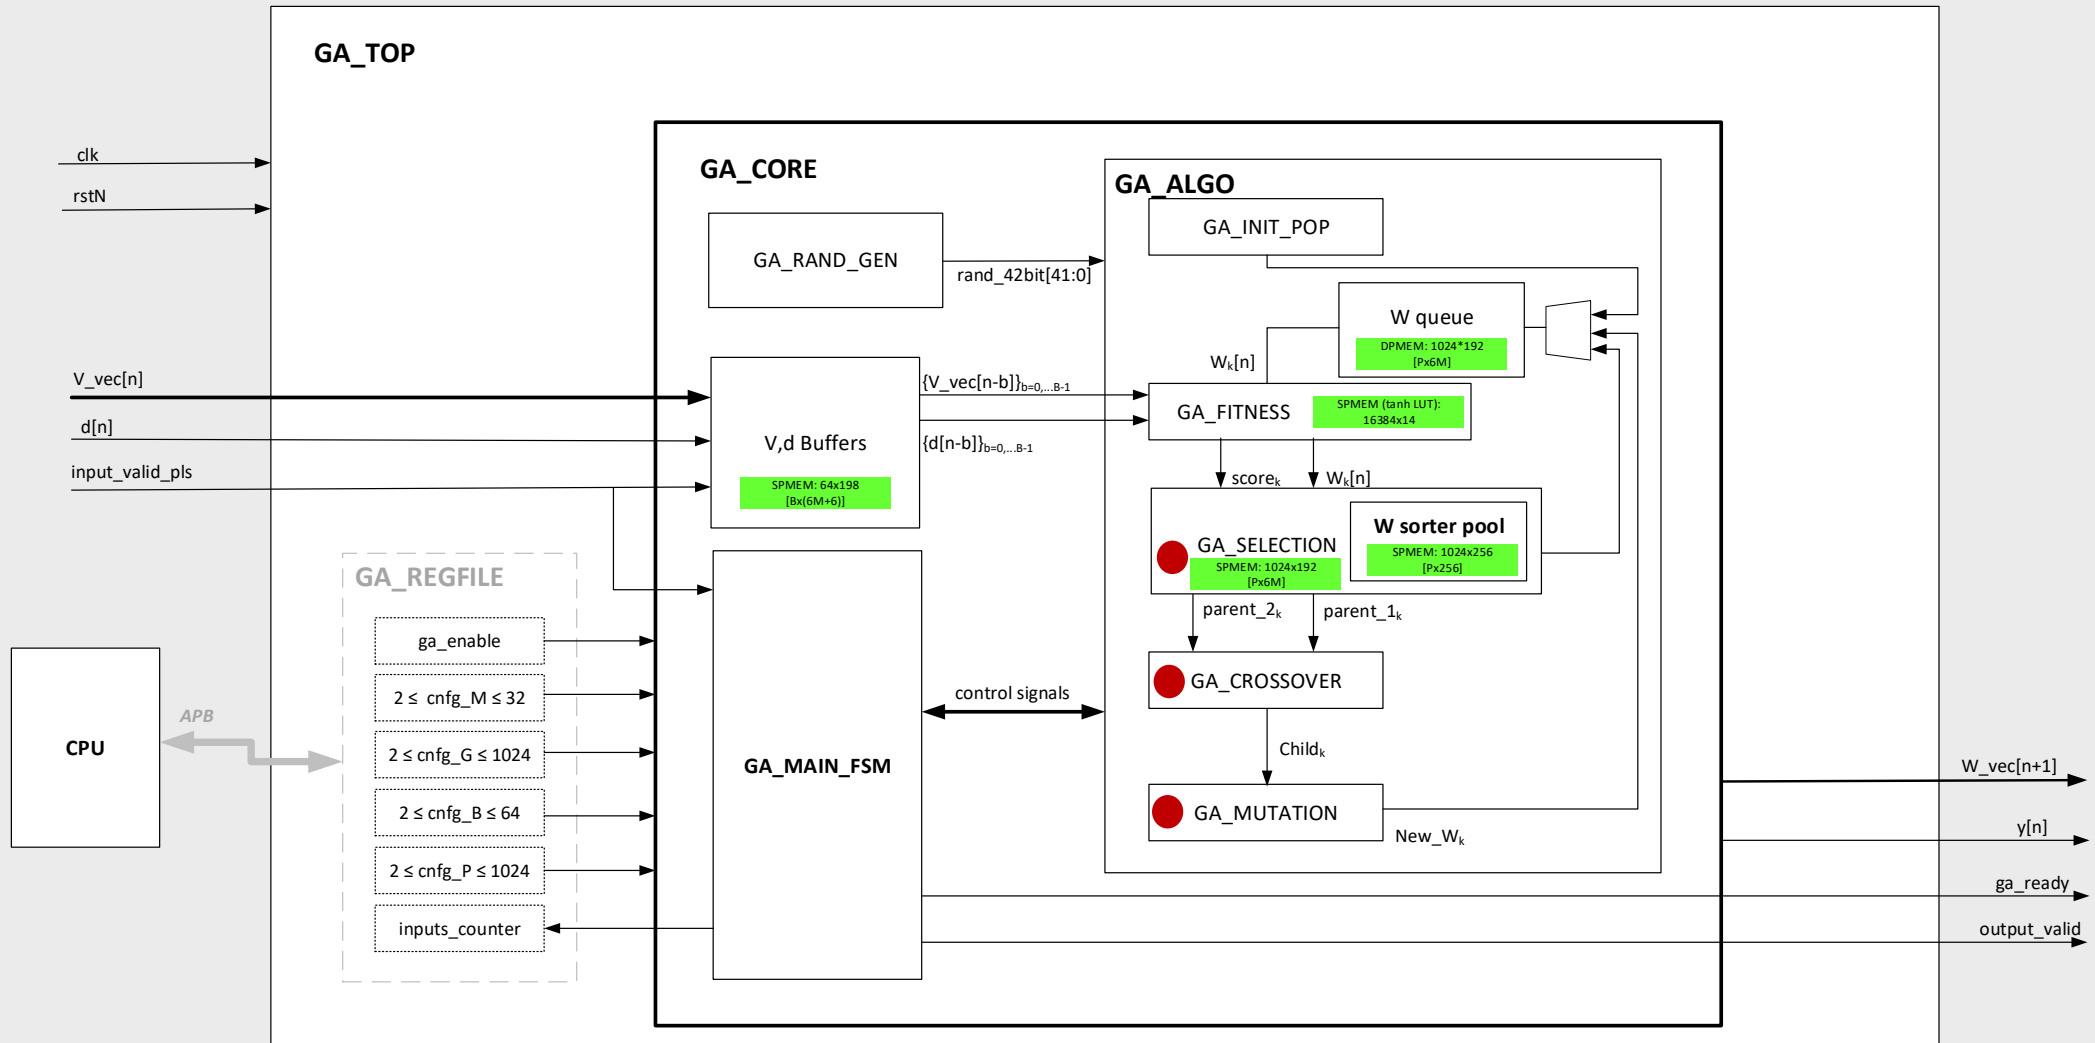 GA_TOP
clk
rstN
GA_CORE
GA_ALGO
GA_INIT_POP
GA_RAND_GEN
rand_42bit[41:0]
W queue
DPMEM: 1024*192
[Px6M]
Wk[n]
V_vec[n]
d[n]
input_valid_pls
V,d Buffers
SPMEM: 64x198
[Bx(6M+6)]
{V_vec[n-b]}b=0,...B-1
{d[n-b]}b=0,...B-1
GA_FITNESS
SPMEM (tanh LUT):
16384x14
scorek
Wk[n]
GA_SELECTION
SPMEM: 1024x192
[Px6M]
W sorter pool
SPMEM: 1024x256
[Px256]
parent_2k
parent_1k
GA_CROSSOVER
Childk
GA_MUTATION
New_Wk
GA_REGFILE
ga_enable
2 ≤ cnfg_M ≤ 32
2 ≤ cnfg_G ≤ 1024
2 ≤ cnfg_B ≤ 64
2 ≤ cnfg_P ≤ 1024
inputs_counter
CPU
APB
GA_MAIN_FSM
control signals
W_vec[n+1]
y[n]
ga_ready
output_valid